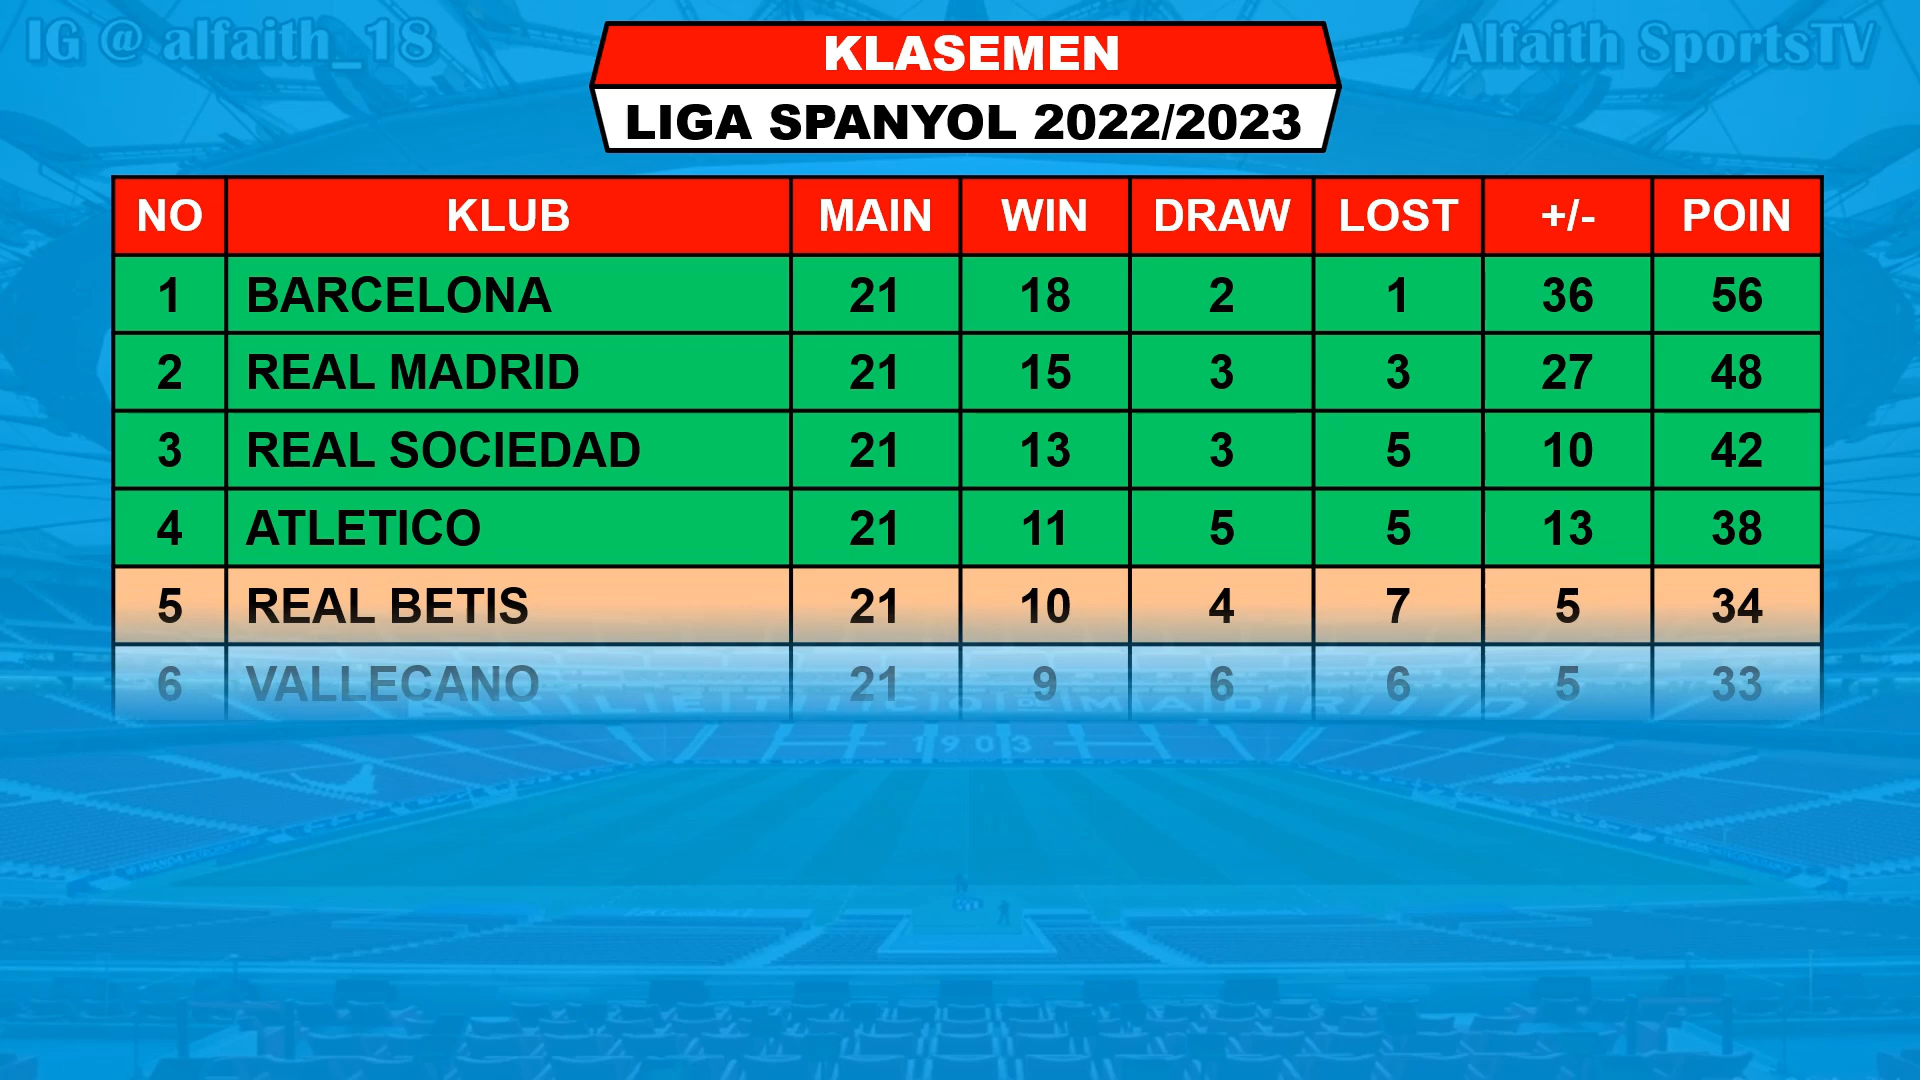 IG @ alfaith_18
Alfaith SportsTV
KLASEMEN
LIGA SPANYOL 2022/2023
NO KLUB MAIN WIN DRAW LOST +/- POIN
1 BARCELONA 21 18 2 1 36 56
2 REAL MADRID 21 15 3 3 27 48
3 REAL SOCIEDAD 21 13 3 5 10 42
4 ATLETICO 21 11 5 5 13 38
5 REAL BETIS 21 10 4 7 5 34
6 VALLECANO 21 9 6 6 5 33
1903